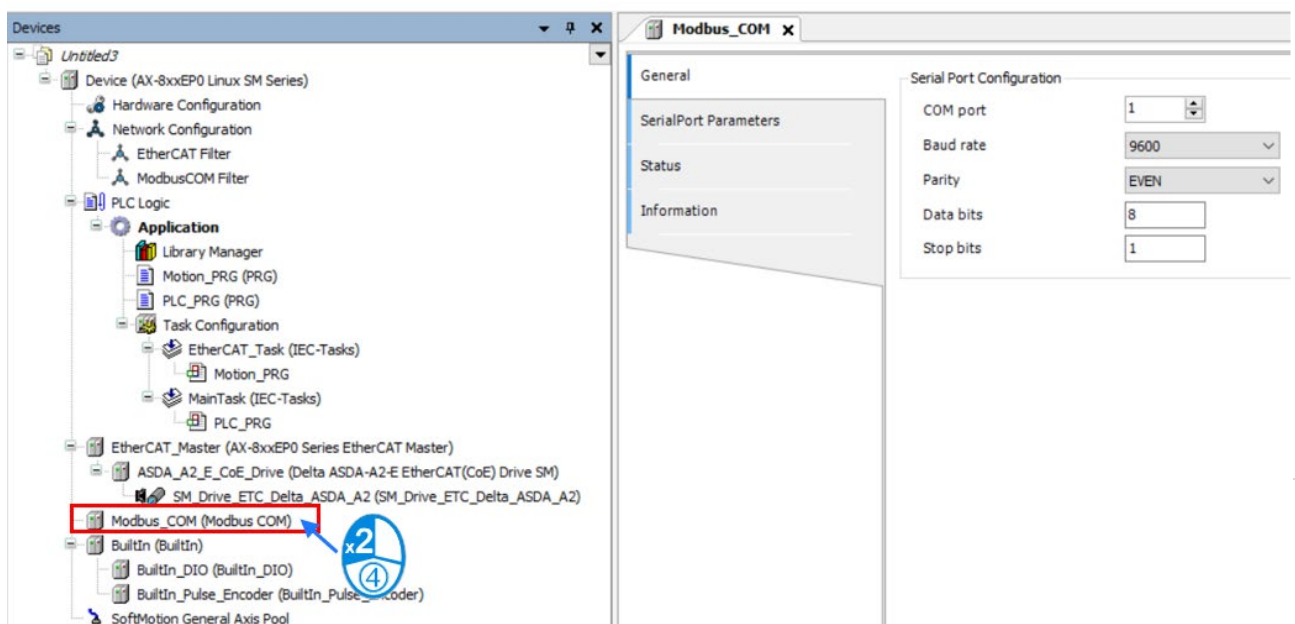 Devices
Untitled3
Device (AX-8xxEP0 Linux SM Series)
Hardware Configuration
Network Configuration
EtherCAT Filter
ModbusCOM Filter
PLC Logic
Application
Library Manager
Motion_PRG (PRG)
PLC_PRG (PRG)
Task Configuration
EtherCAT_Task (IEC-Tasks)
Motion_PRG
MainTask (IEC-Tasks)
PLC_PRG
EtherCAT_Master (AX-8xxEP0 Series EtherCAT Master)
ASDA_A2_E_CoE_Drive (Delta ASDA-A2-E EtherCAT(CoE) Drive SM)
SM_Drive_ETC_Delta_ASDA_A2 (SM_Drive_ETC_Delta_ASDA_A2)
Modbus_COM (Modbus COM)
x2
④
BuiltIn (BuiltIn)
BuiltIn_DIO (BuiltIn_DIO)
BuiltIn_Pulse_Encoder (BuiltIn_Pulse_Encoder)
SoftMotion General Axis Pool
Modbus_COM
General
SerialPort Parameters
Status
Information
Serial Port Configuration
COM port 1
Baud rate 9600
Parity EVEN
Data bits 8
Stop bits 1